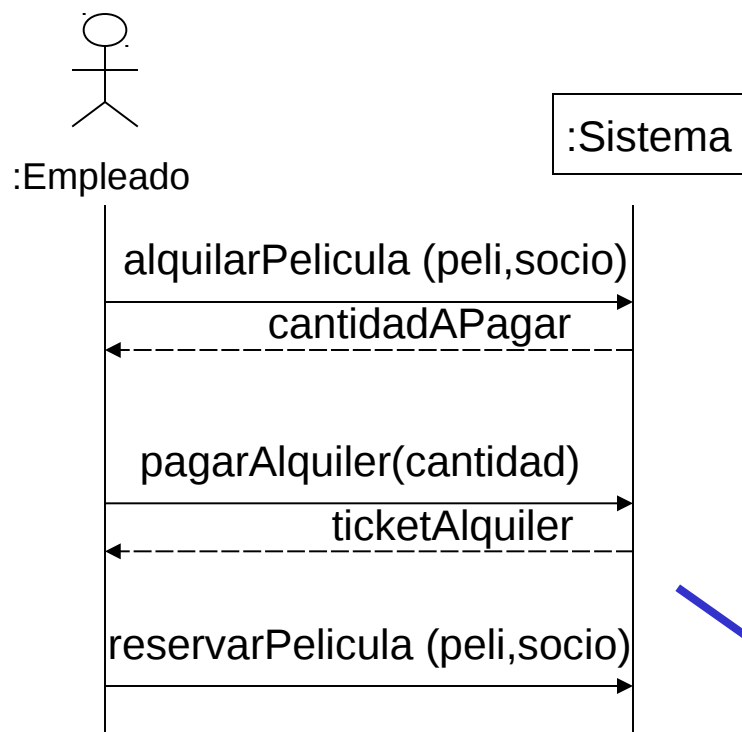 :Sistema
:Empleado
alquilarPelicula (peli,socio)
cantidadAPagar
pagarAlquiler(cantidad)
ticketAlquiler
reservarPelicula (peli,socio)